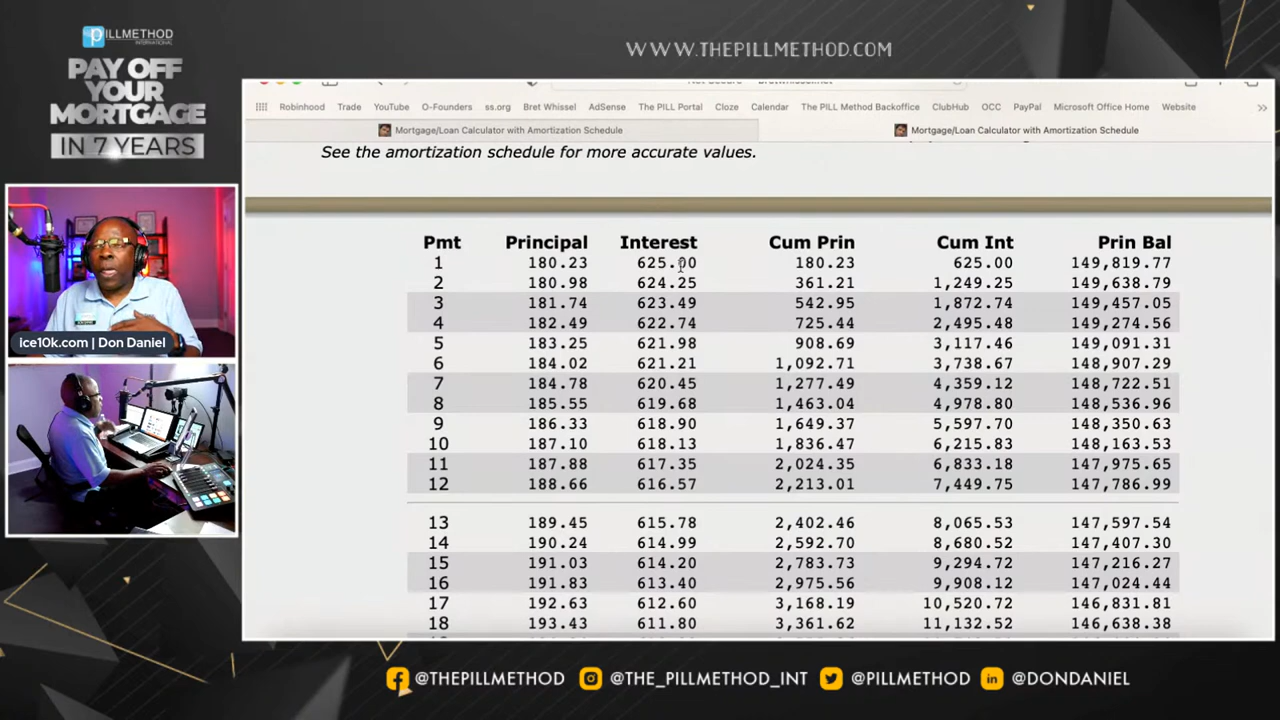 PILLMETHOD
INTERNATIONAL
PAY OFF
YOUR
MORTGAGE
IN 7 YEARS
WWW.THEPILLMETHOD.COM
Robinhood Trade YouTube O-Founders ss.org Bret Whissel AdSense The PILL Portal Cloze Calendar The PILL Method Backoffice ClubHub OCC PayPal Microsoft Office Home Website
Mortgage/Loan Calculator with Amortization Schedule Mortgage/Loan Calculator with Amortization Schedule
See the amortization schedule for more accurate values.
Pmt Principal Interest Cum Prin Cum Int Prin Bal
1 180.23 625.00 180.23 625.00 149,819.77
2 180.98 624.25 361.21 1,249.25 149,638.79
3 181.74 623.49 542.95 1,872.74 149,457.05
4 182.49 622.74 725.44 2,495.48 149,274.56
5 183.25 621.98 908.69 3,117.46 149,091.31
6 184.02 621.21 1,092.71 3,738.67 148,907.29
7 184.78 620.45 1,277.49 4,359.12 148,722.51
8 185.55 619.68 1,463.04 4,978.80 148,536.96
9 186.33 618.90 1,649.37 5,597.70 148,350.63
10 187.10 618.13 1,836.47 6,215.83 148,163.53
11 187.88 617.35 2,024.35 6,833.18 147,975.65
12 188.66 616.57 2,213.01 7,449.75 147,786.99
13 189.45 615.78 2,402.46 8,065.53 147,597.54
14 190.24 614.99 2,592.70 8,680.52 147,407.30
15 191.03 614.20 2,783.73 9,294.72 147,216.27
16 191.83 613.40 2,975.56 9,908.12 147,024.44
17 192.63 612.60 3,168.19 10,520.72 146,831.81
18 193.43 611.80 3,361.62 11,132.52 146,638.38
ice10k.com | Don Daniel
@THEPILLMETHOD @THE_PILLMETHOD_INT @PILLMETHOD @DONDANIEL